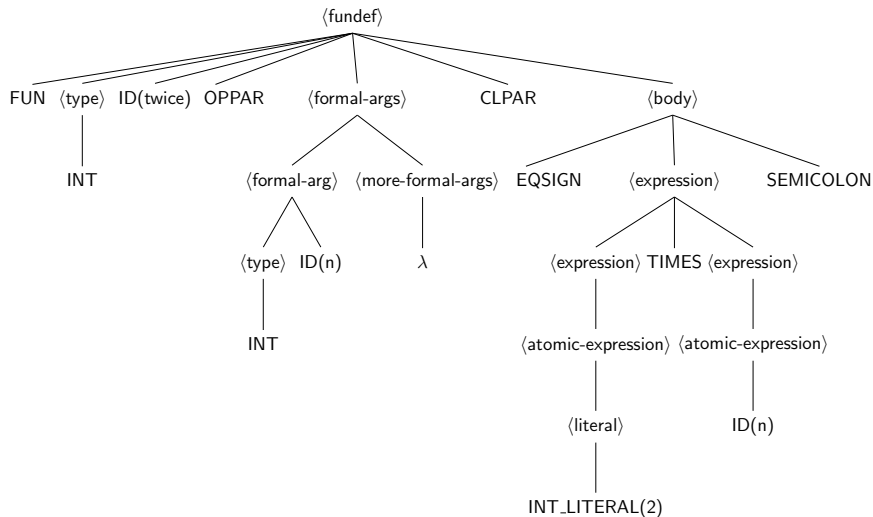 ⟨fundef⟩
FUN ⟨type⟩ ID(twice) OPPAR ⟨formal-args⟩ CLPAR ⟨body⟩
INT ⟨formal-arg⟩ ⟨more-formal-args⟩ EQSIGN ⟨expression⟩ SEMICOLON
⟨type⟩ ID(n) λ ⟨expression⟩ TIMES ⟨expression⟩
INT ⟨atomic-expression⟩ ⟨atomic-expression⟩
⟨literal⟩ ID(n)
INT_LITERAL(2)